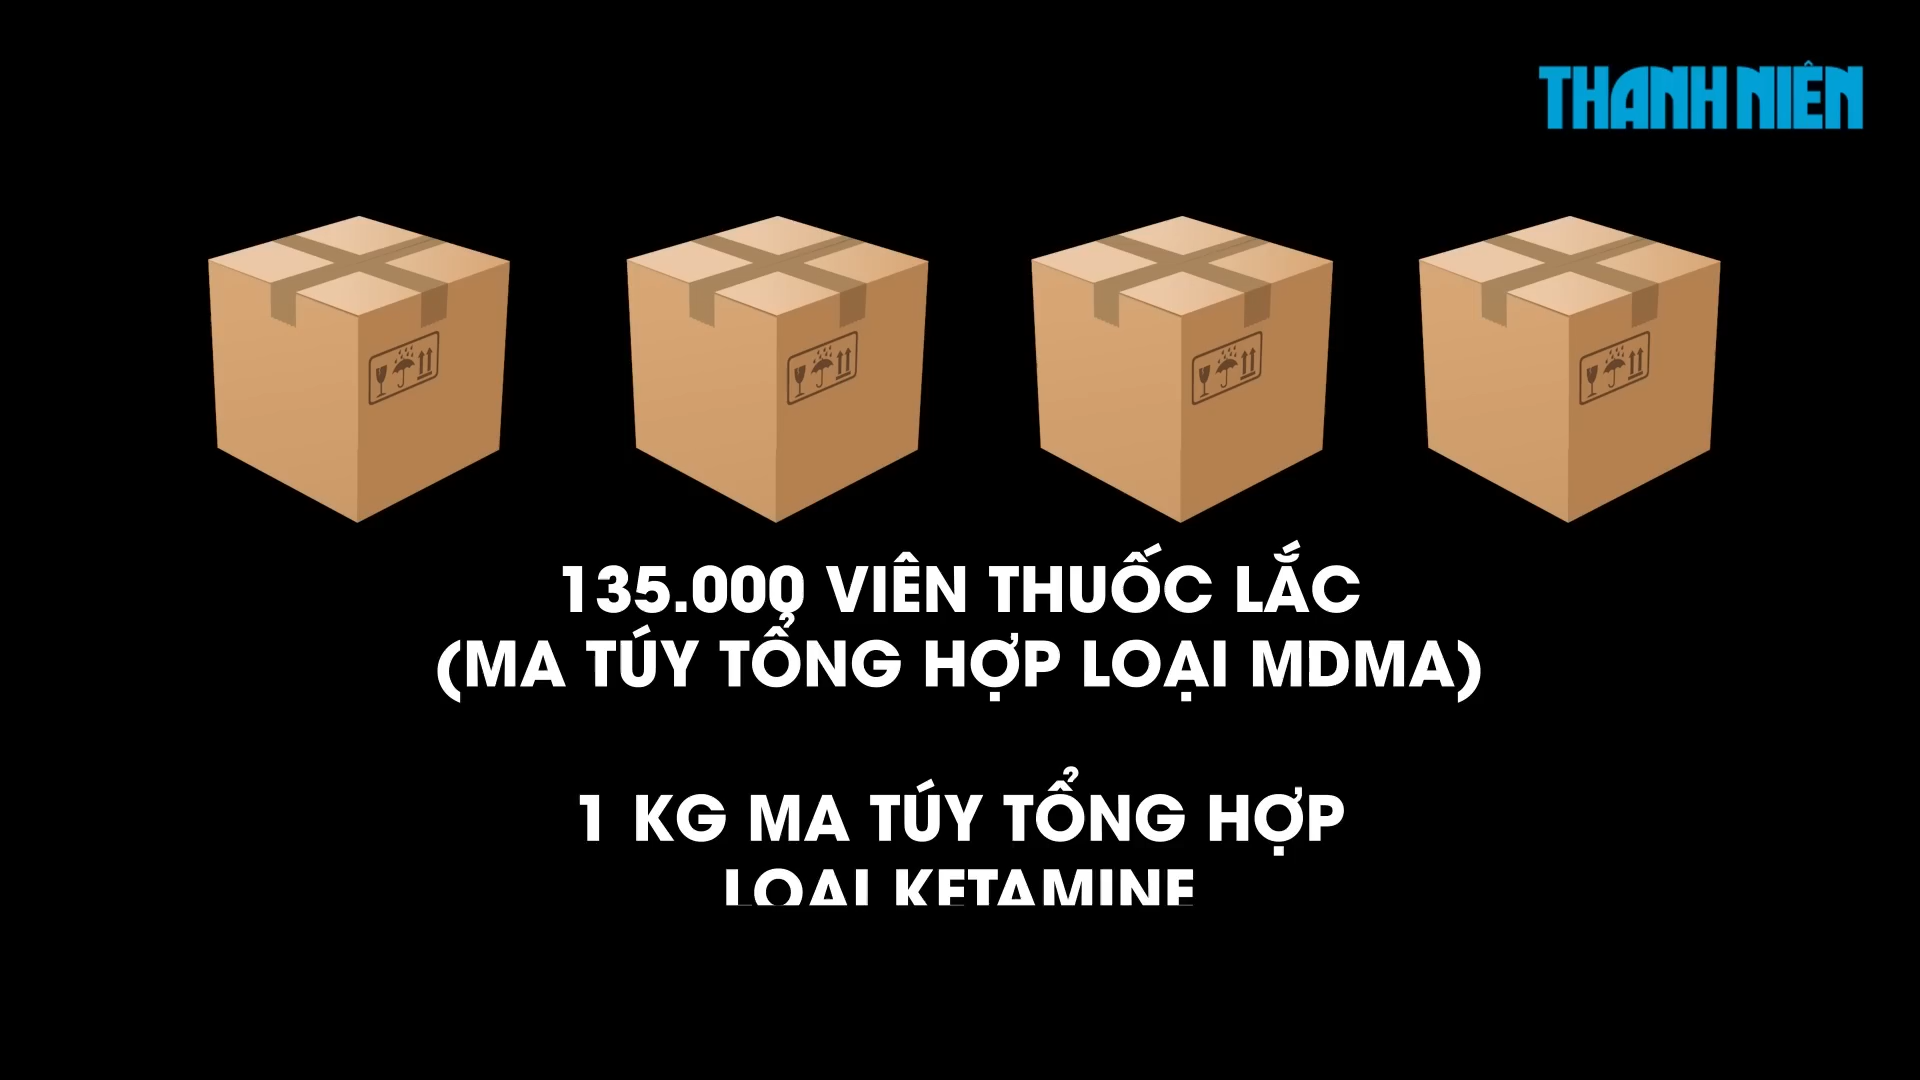 THANH NIÊN
135.000 VIÊN THUỐC LẮC
(MA TÚY TỔNG HỢP LOẠI MDMA)
1 KG MA TÚY TỔNG HỢP
LOẠI KETAMINE